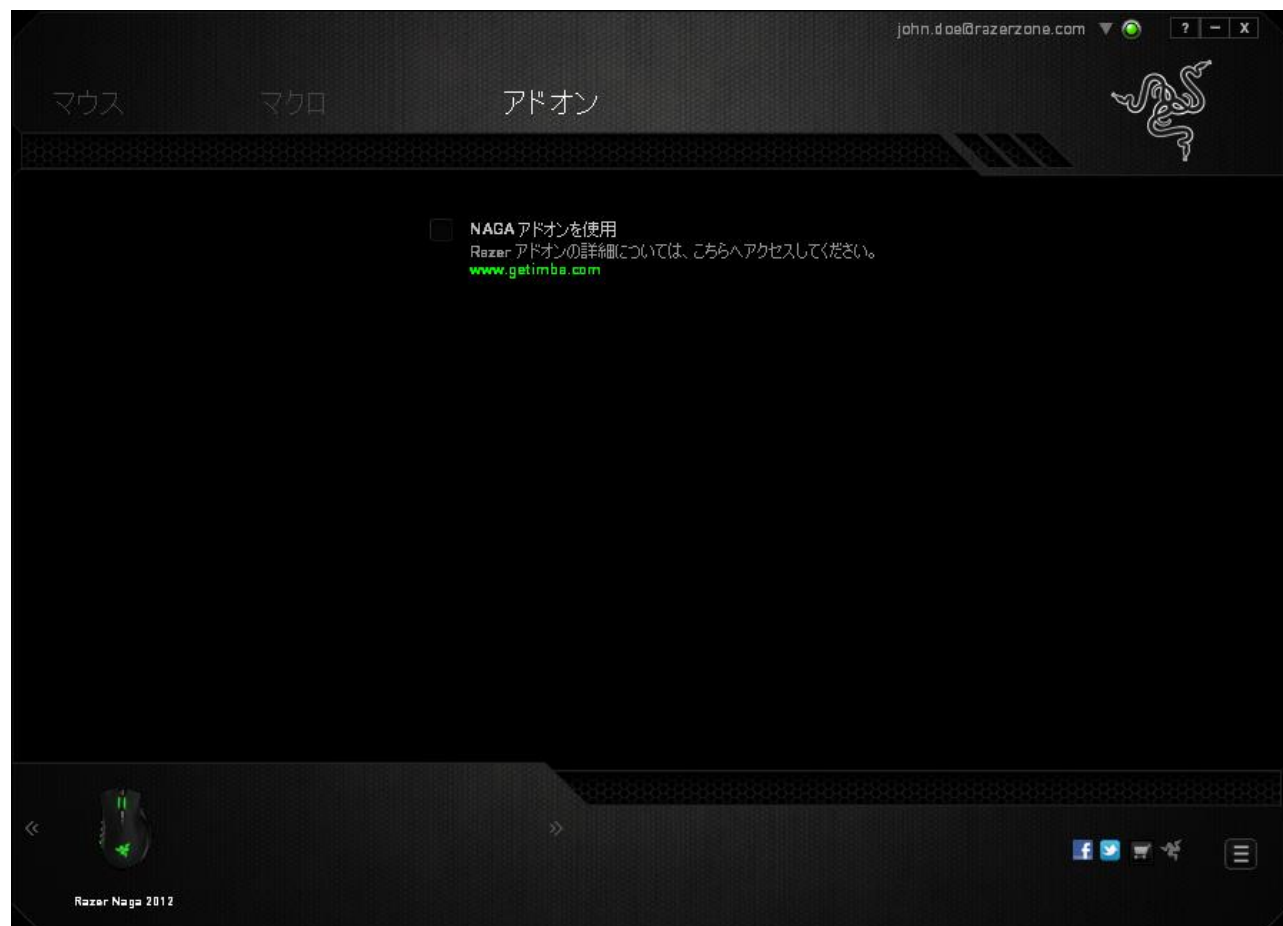 john.doe@razerzone.com
? - X
マウス マクロ アドオン
NAGA アドオンを使用
Razer アドオンの詳細については、こちらへアクセスしてください。
www.getimba.com
Razer Naga 2012